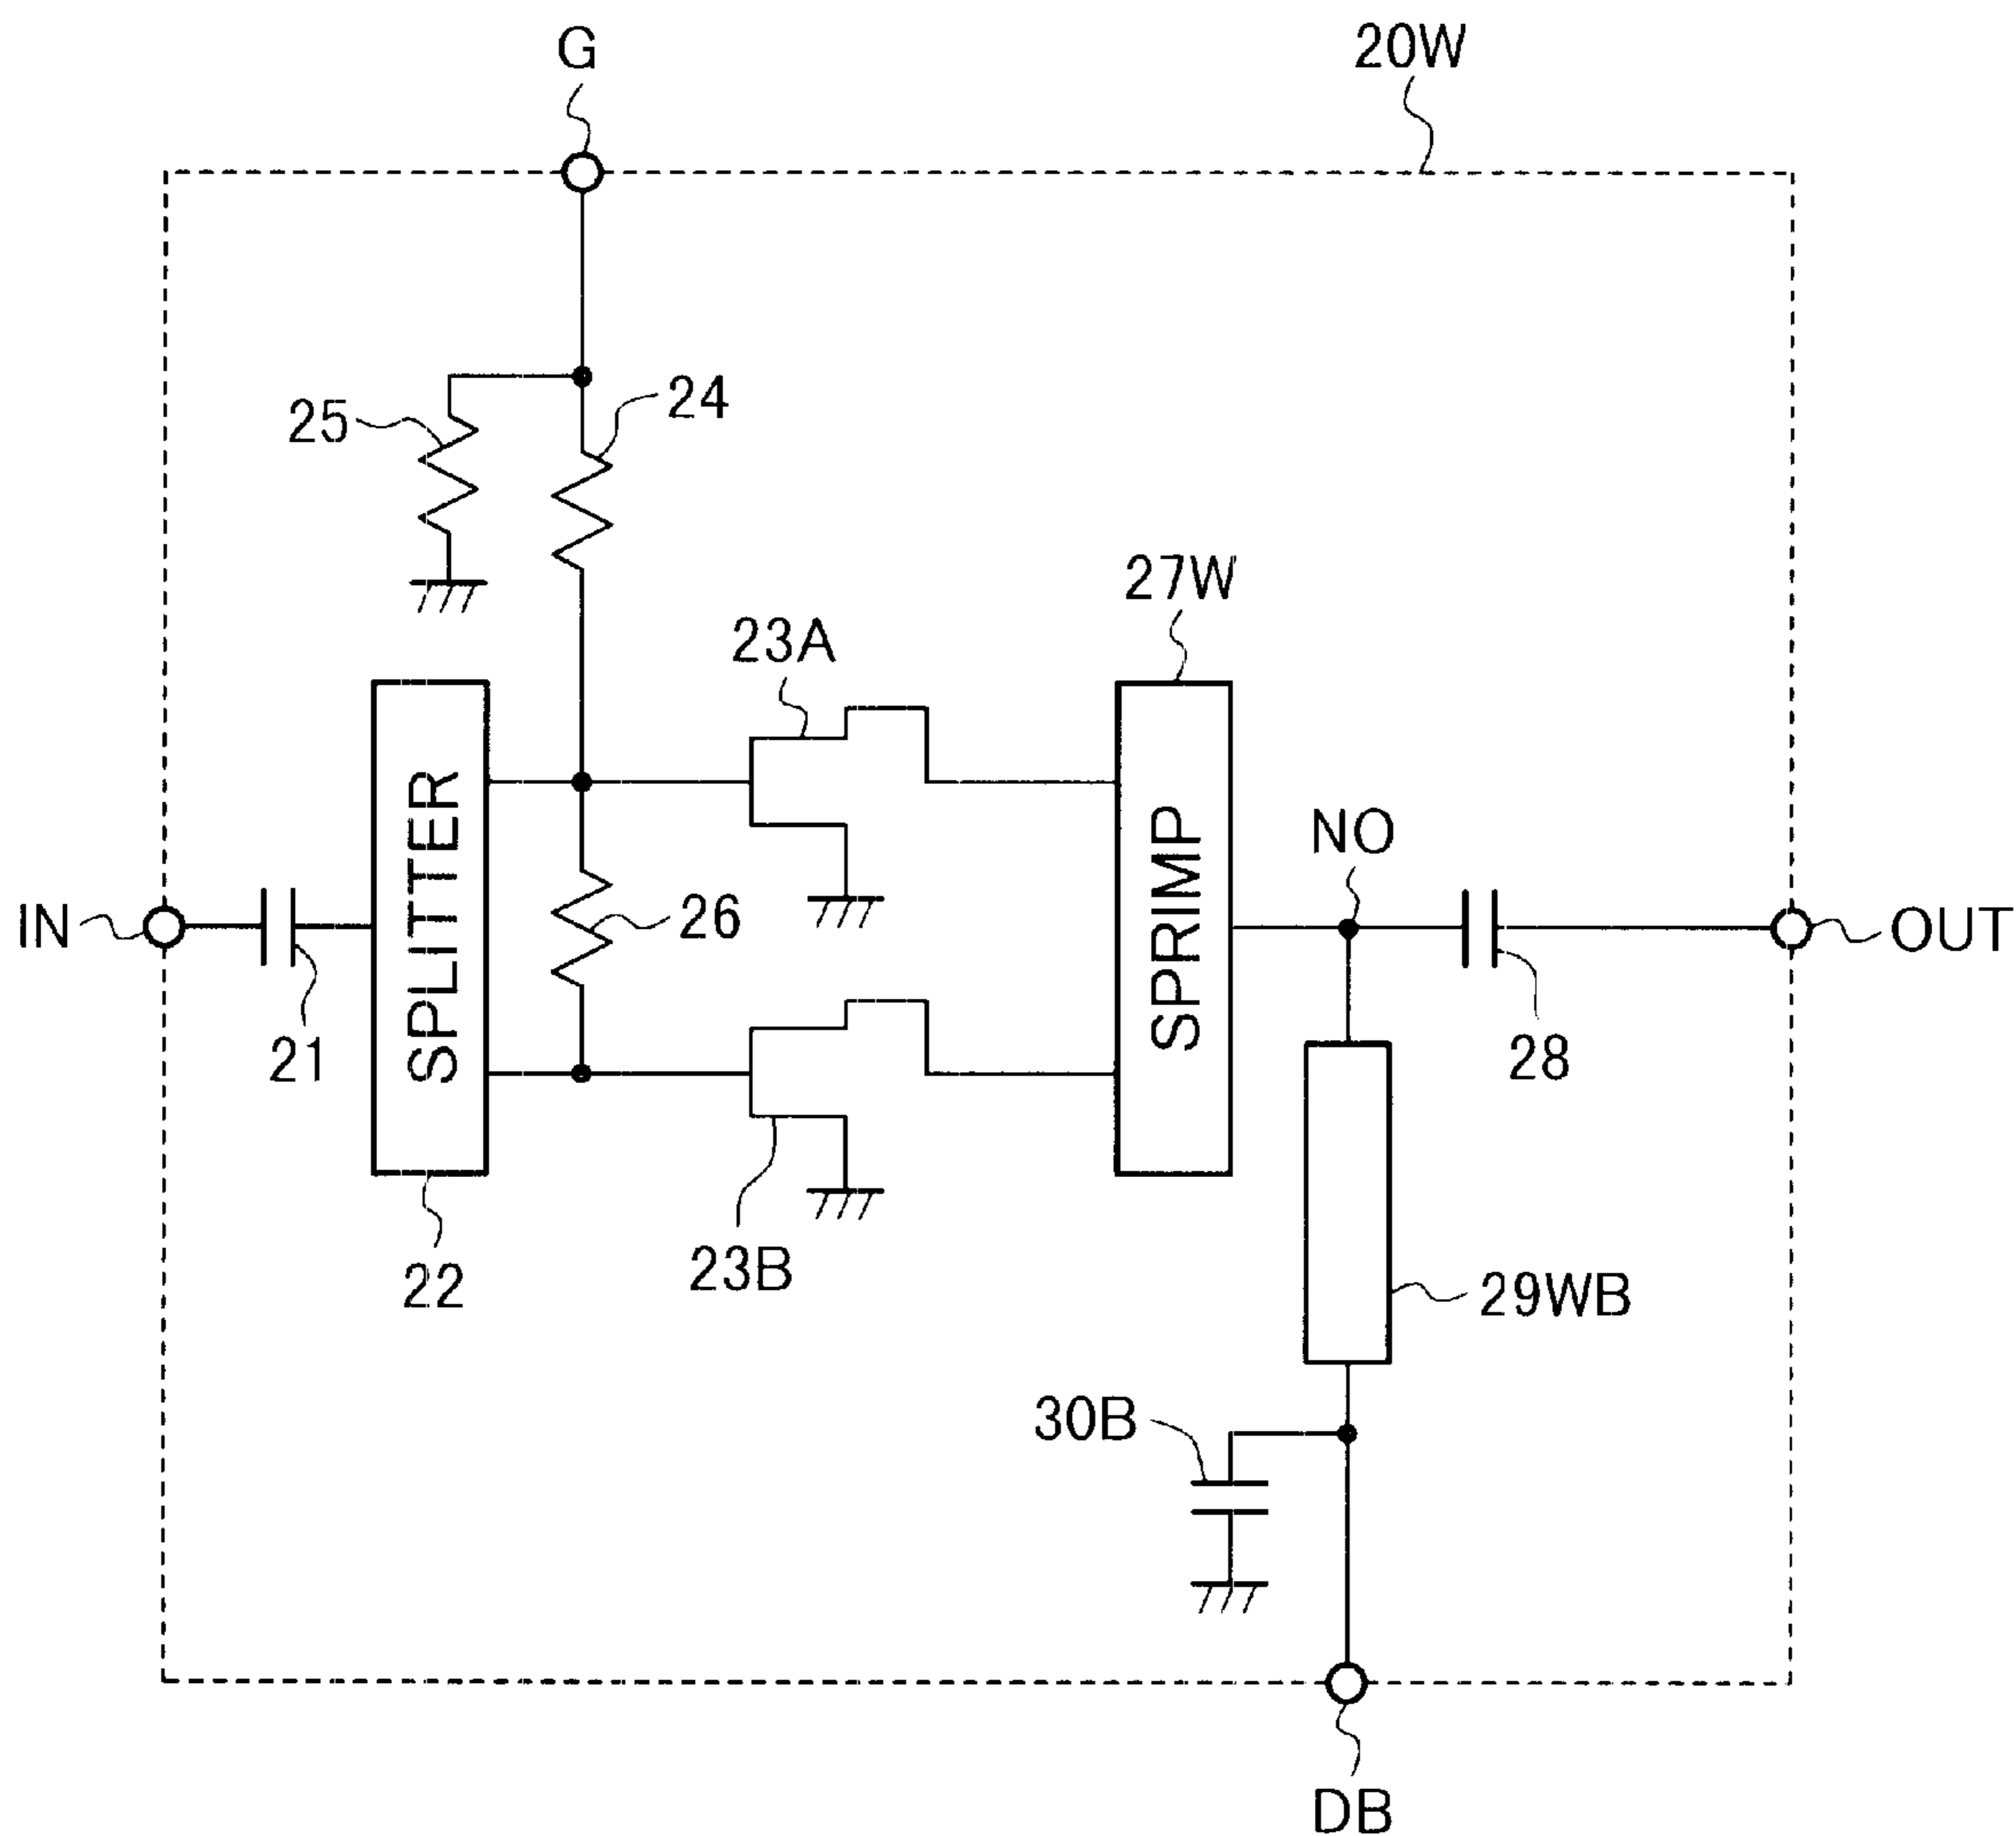 G
20W
25
24
27W
23A
SPLITTER
SPRIMP
NO
IN
26
OUT
21
28
23B
22
29WB
30B
DB